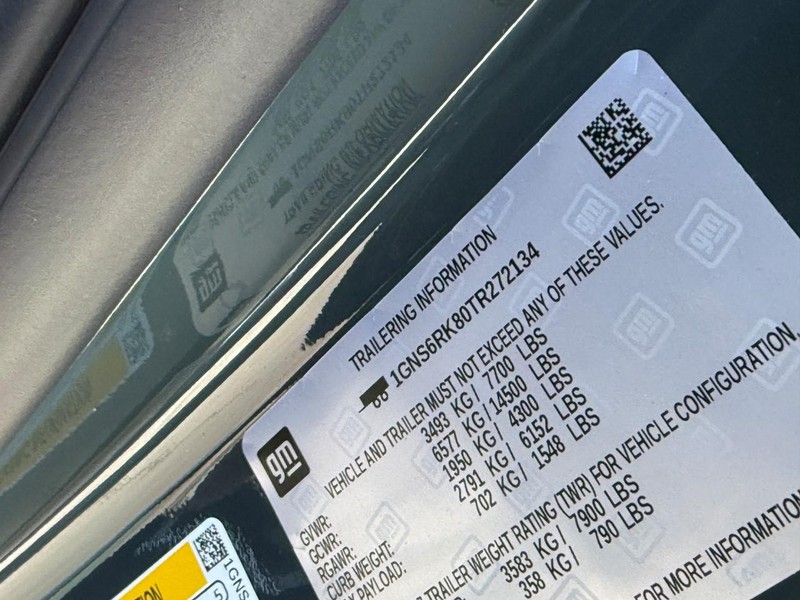 TRAILERING INFORMATION
1GNS6RK80TR272134
VEHICLE AND TRAILER MUST NOT EXCEED ANY OF THESE VALUES.
gm
GVWR: 3493 KG/ 7700 LBS
GCWR: 6577 KG/14500 LBS
RGAWR: 1950 KG/ 4300 LBS
CURB WEIGHT: 2791 KG/ 6152 LBS
PAYLOAD: 702 KG/ 1548 LBS
TRAILER WEIGHT RATING (TWR) FOR VEHICLE CONFIGURATION,
3583 KG/ 7900 LBS
358 KG/ 790 LBS
FOR MORE INFORMATION
1GNS
5